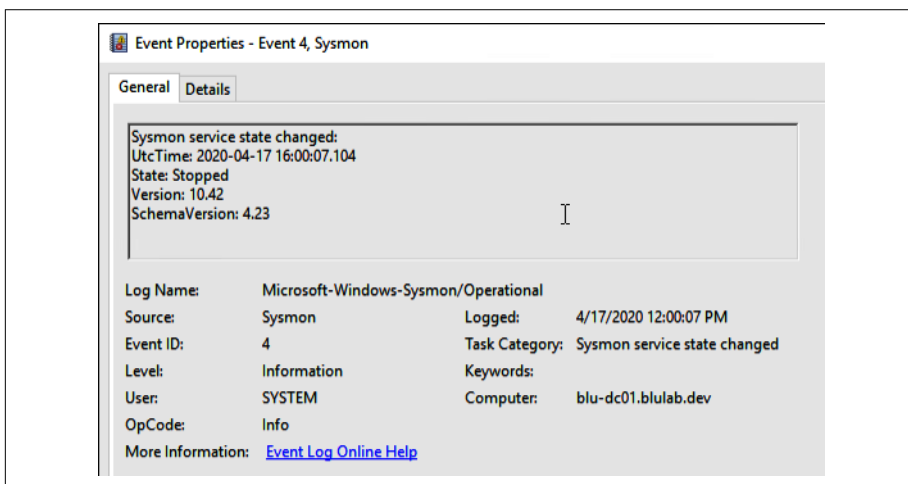 Event Properties - Event 4, Sysmon
General Details
Sysmon service state changed:
UtcTime: 2020-04-17 16:00:07.104
State: Stopped
Version: 10.42
SchemaVersion: 4.23
Log Name: Microsoft-Windows-Sysmon/Operational
Source: Sysmon Logged: 4/17/2020 12:00:07 PM
Event ID: 4 Task Category: Sysmon service state changed
Level: Information Keywords:
User: SYSTEM Computer: blu-dc01.blulab.dev
OpCode: Info
More Information: Event Log Online Help